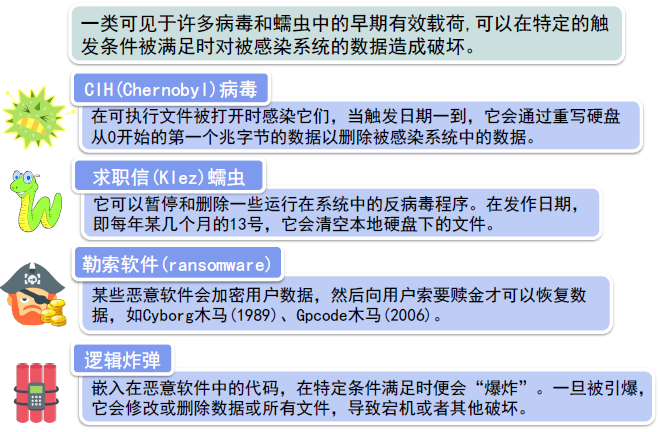 一类可见于许多病毒和蠕虫中的早期有效载荷,可以在特定的触
发条件被满足时对被感染系统的数据造成破坏。
CIH(Chernobyl)病毒
在可执行文件被打开时感染它们，当触发日期一到，它会通过重写硬盘
从0开始的第一个兆字节的数据以删除被感染系统中的数据。
求职信(Klez)蠕虫
它可以暂停和删除一些运行在系统中的反病毒程序。在发作日期，
即每年某几个月的13号，它会清空本地硬盘下的文件。
勒索软件(ransomware)
某些恶意软件会加密用户数据，然后向用户索要赎金才可以恢复数
据，如Cyborg木马(1989)、Gpcode木马(2006)。
逻辑炸弹
嵌入在恶意软件中的代码，在特定条件满足时便会“爆炸”。一旦被引爆，
它会修改或删除数据或所有文件，导致宕机或者其他破坏。